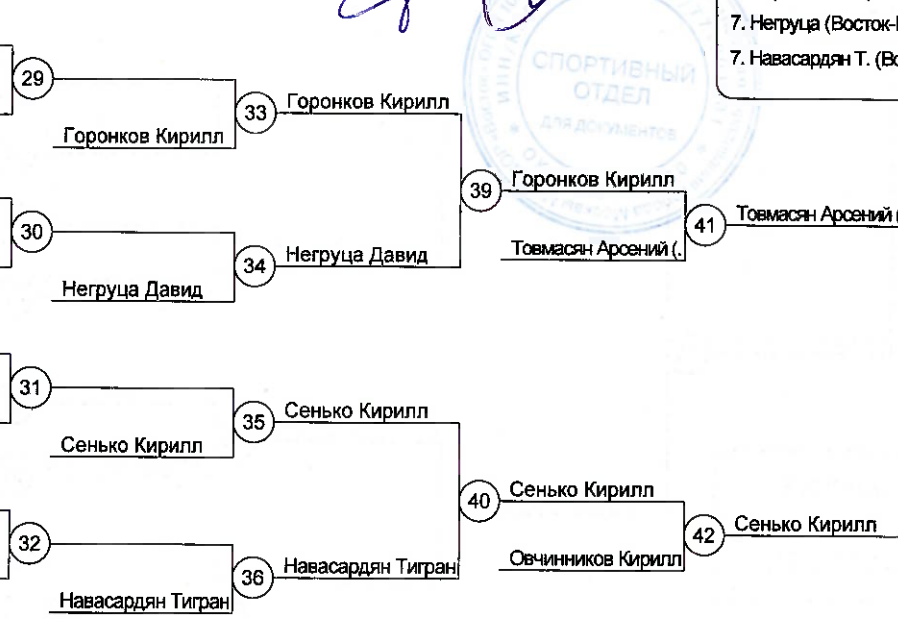 7. Негруца (Восток-
7. Навасардян Т. (Во
СПОРТИВНЫЙ
ОТДЕЛ
ДЛЯ ДОКУМЕНТОВ
29
Горонков Кирилл
33
Горонков Кирилл
39
Горонков Кирилл
41
Товмасян Арсений (
Товмасян Арсений (.
30
Негруца Давид
34
Негруца Давид
31
Сенько Кирилл
35
Сенько Кирилл
40
Сенько Кирилл
42
Сенько Кирилл
Овчинников Кирилл
32
Навасардян Тигран
36
Навасардян Тигран